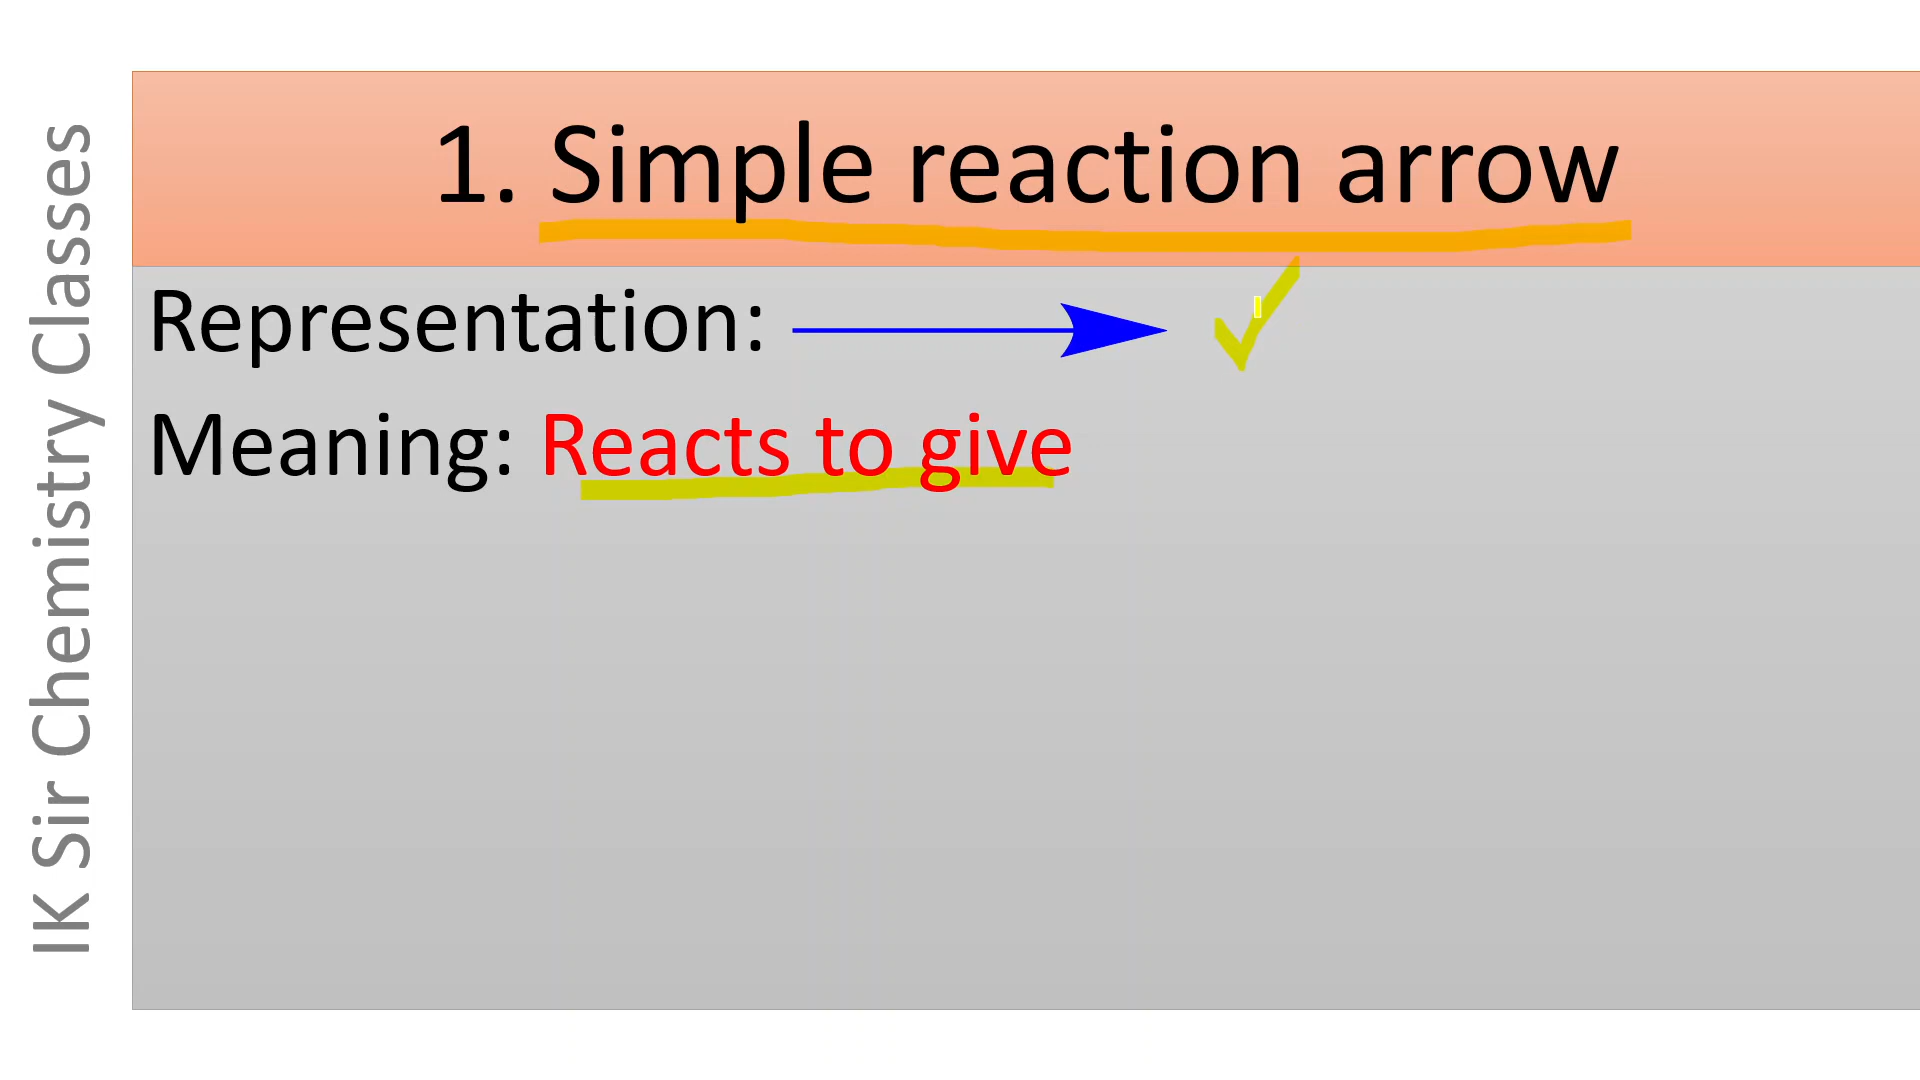 IK Sir Chemistry Classes
1. Simple reaction arrow
Representation:
Meaning: Reacts to give